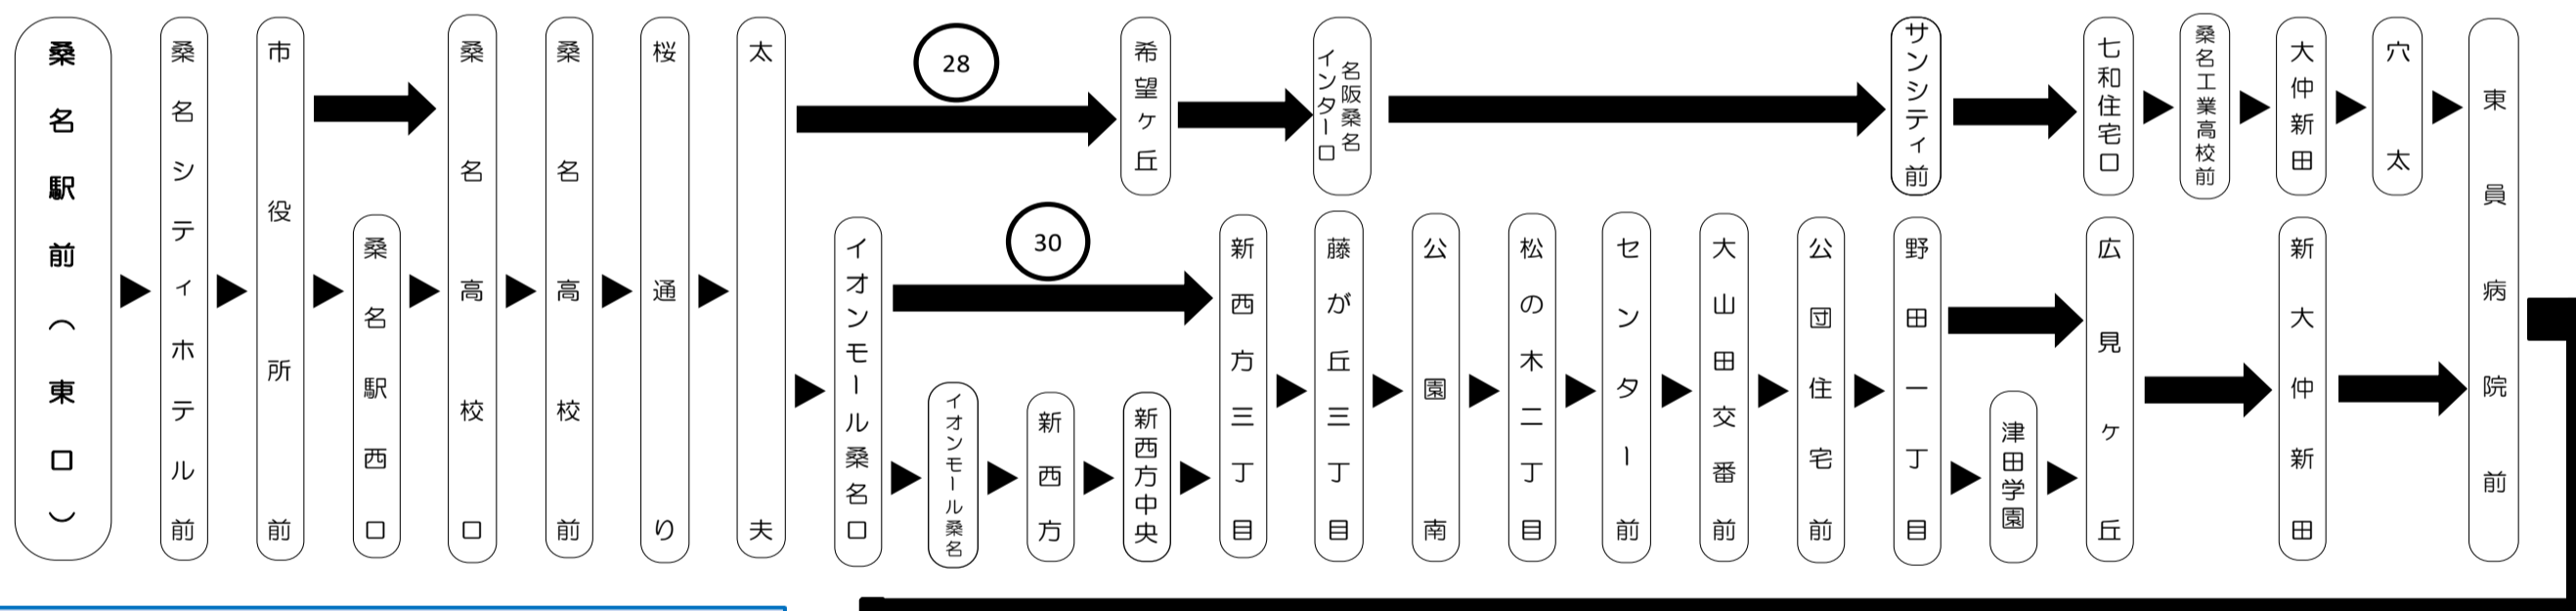 桑名駅前（東口）
桑名シティホテル前
市役所前
桑名駅西口
桑名高校口
桑名高校前
桜通り
太夫
28
希望ヶ丘
名阪桑名
インター口
サンシティ前
七和住宅口
桑名工業高校前
大仲新田
穴太
東員病院前
イオンモール桑名口
30
イオンモール桑名
新西方
新西方中央
新西方三丁目
藤が丘三丁目
公園南
松の木二丁目
センター前
大山田交番前
公団住宅前
野田一丁目
津田学園
広見ヶ丘
新大仲新田